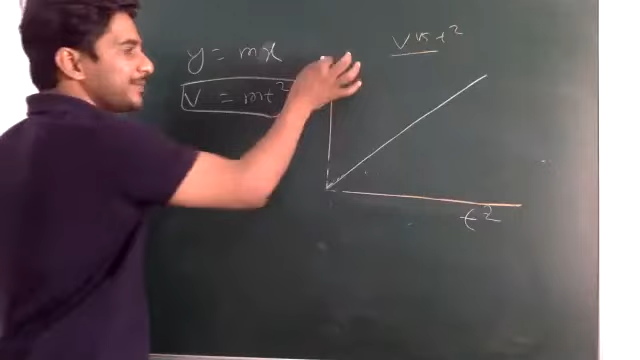 y = mx
V = mt²
V vs t²
t²